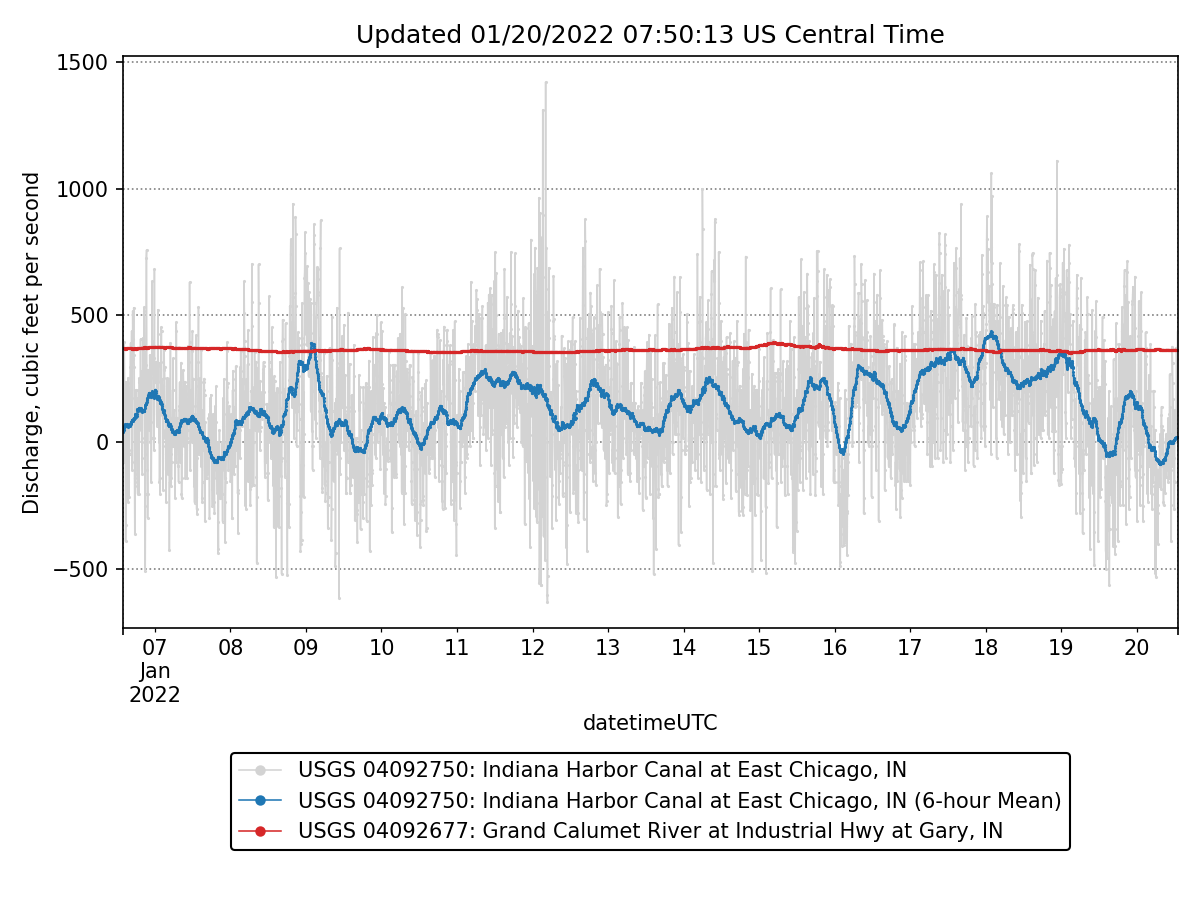 Updated 01/20/2022 07:50:13 US Central Time
Discharge, cubic feet per second
1500
1000
500
0
−500
07 08 09 10 11 12 13 14 15 16 17 18 19 20
Jan
2022
datetimeUTC
USGS 04092750: Indiana Harbor Canal at East Chicago, IN
USGS 04092750: Indiana Harbor Canal at East Chicago, IN (6-hour Mean)
USGS 04092677: Grand Calumet River at Industrial Hwy at Gary, IN